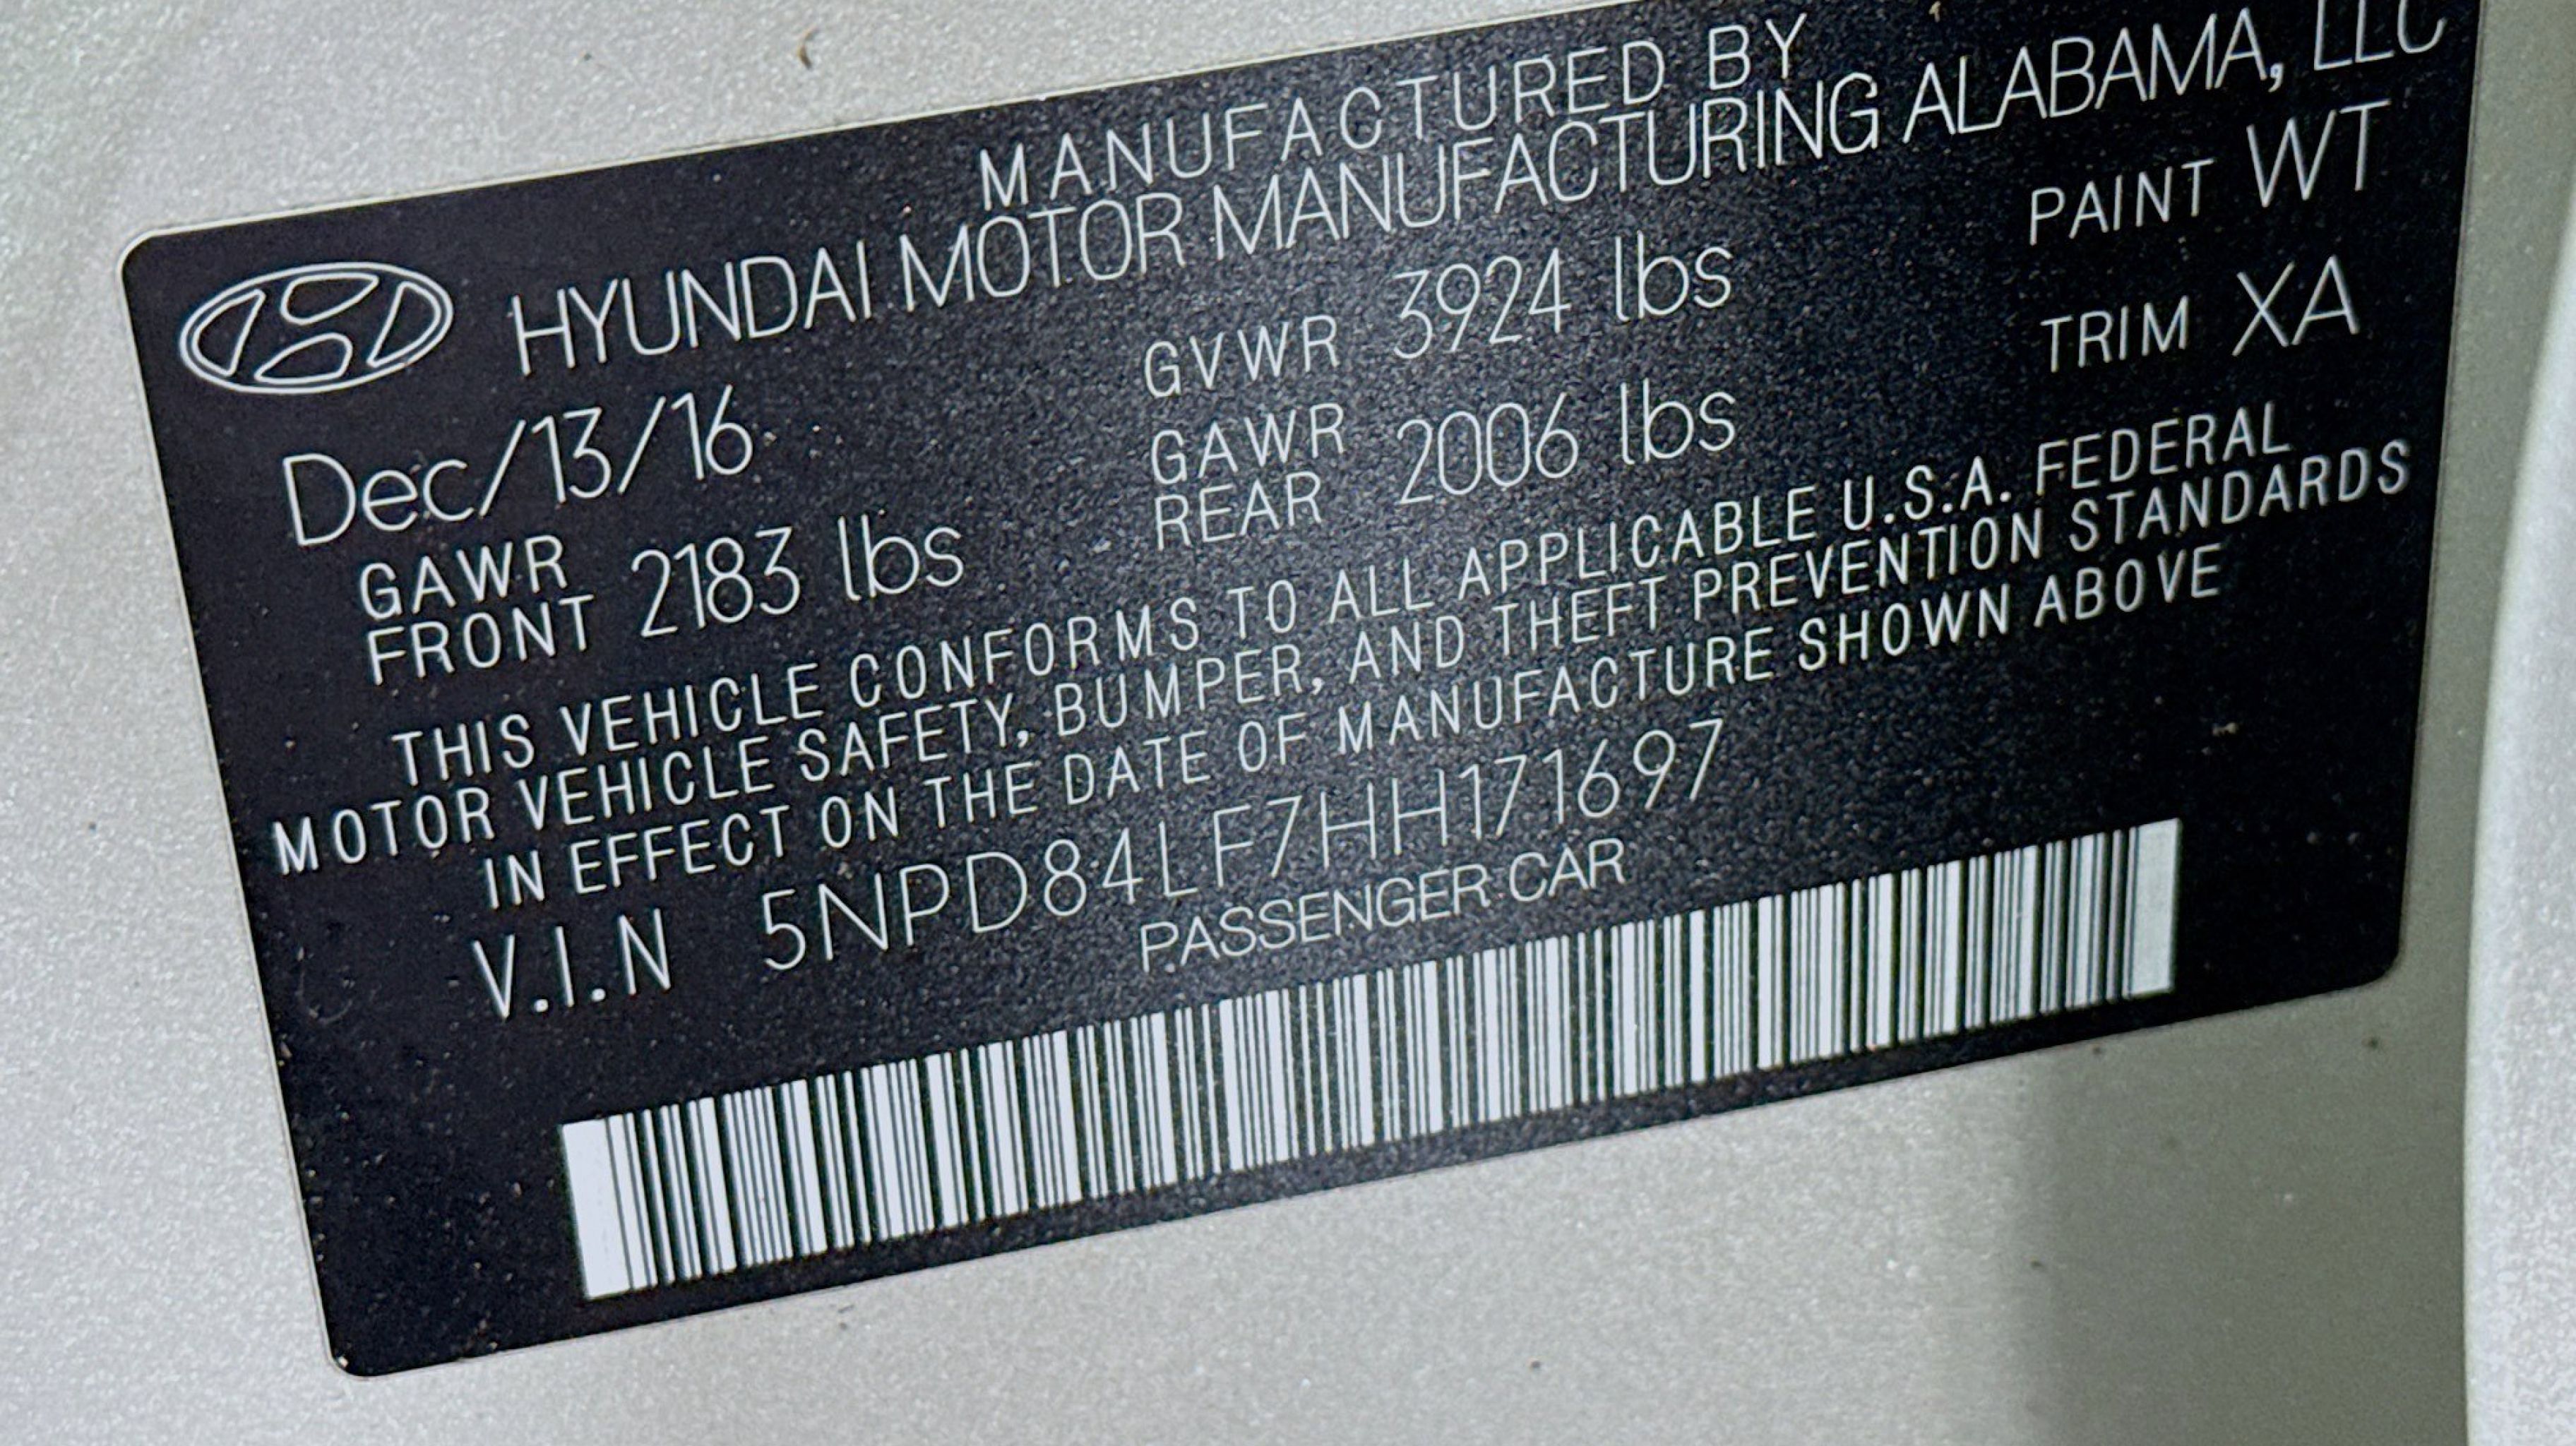 MANUFACTURED BY
HYUNDAI MOTOR MANUFACTURING ALABAMA, LLC
Dec/13/16 GVWR 3924 lbs PAINT WT
GAWR FRONT 2183 lbs GAWR REAR 2006 lbs TRIM XA
THIS VEHICLE CONFORMS TO ALL APPLICABLE U.S.A. FEDERAL
MOTOR VEHICLE SAFETY, BUMPER, AND THEFT PREVENTION STANDARDS
IN EFFECT ON THE DATE OF MANUFACTURE SHOWN ABOVE
V.I.N 5NPD84LF7HH171697
PASSENGER CAR